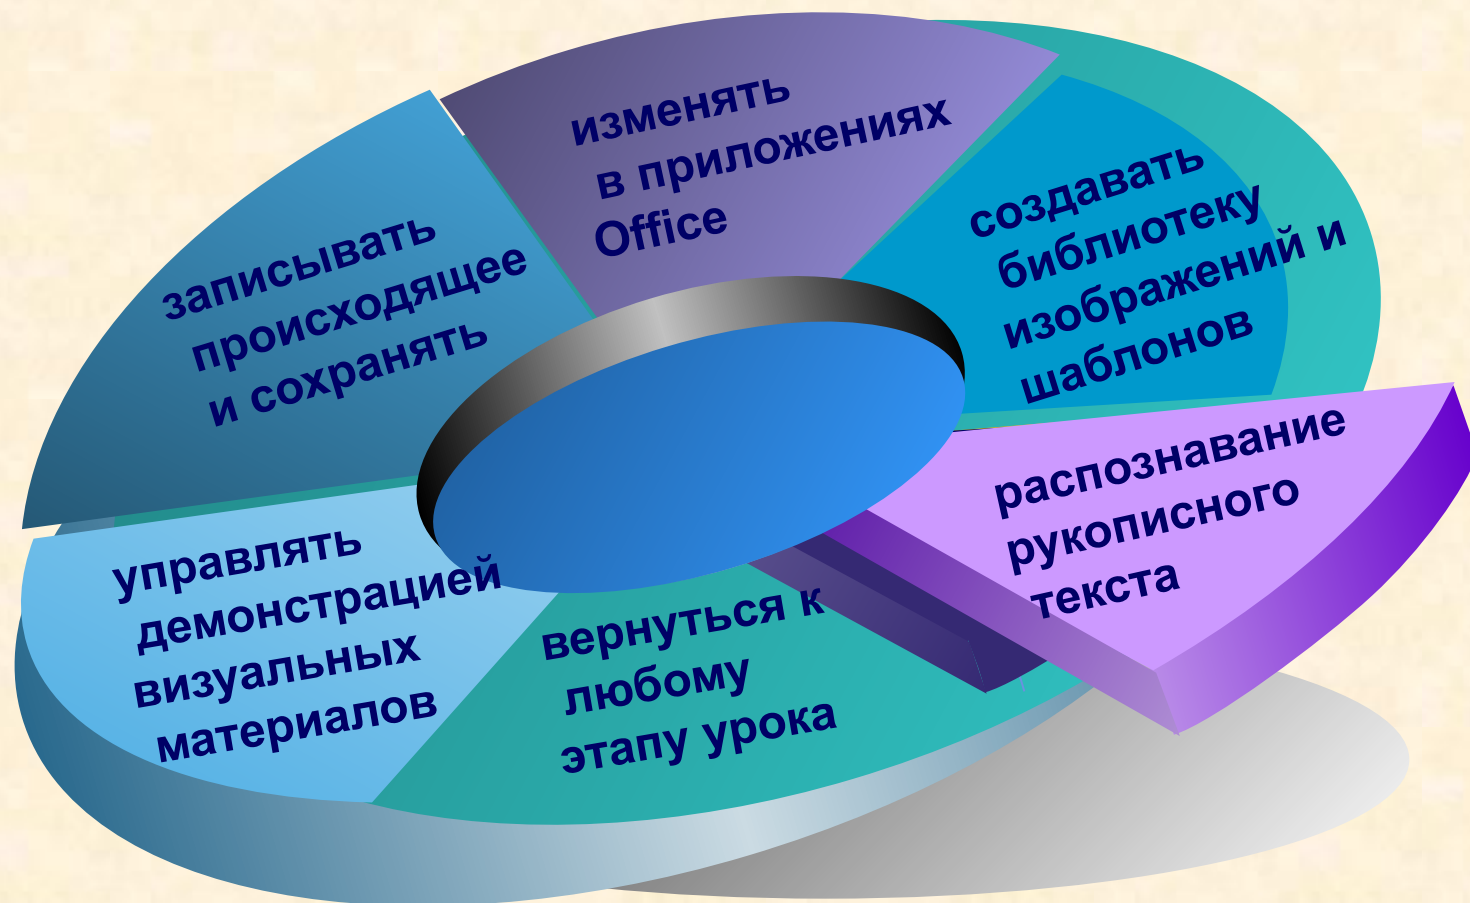 изменять
в приложениях
Office
создавать
библиотеку
изображений и
шаблонов
распознавание
рукописного
текста
вернуться к
любому
этапу урока
управлять
демонстрацией
визуальных
материалов
записывать
происходящее
и сохранять